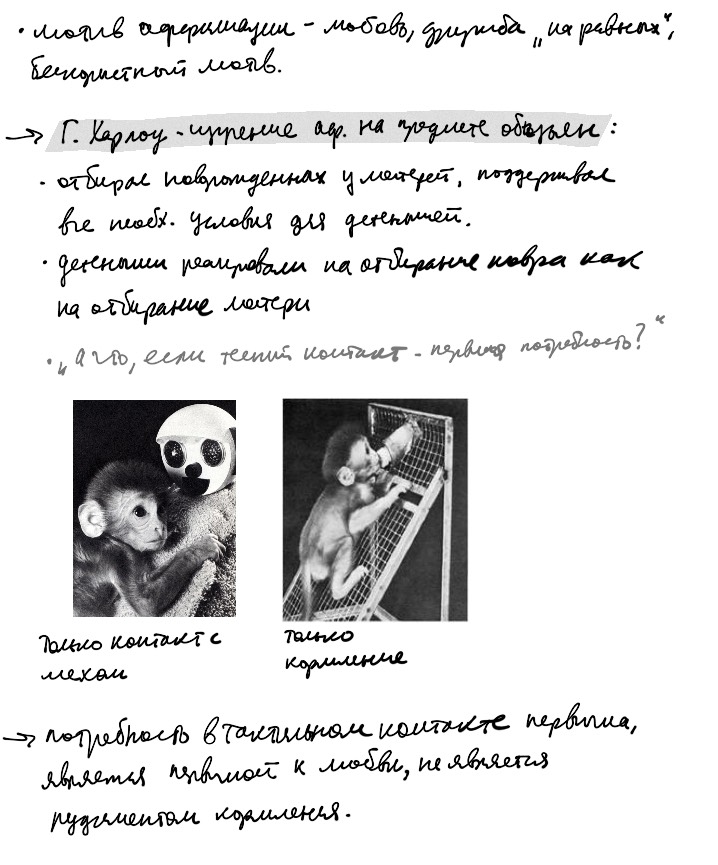 • мотив аффилиации - любовь, дружба „на равных“,
бескорыстный мотив.
→ Г. Харлоу - изучение аф. на предмете обезьян:
• отбирал новорожденных у матерей, поддерживал
все необх. условия для детенышей.
• детеныши реагировали на отбирание ковра как
на отбирание матери
• „а что, если тесный контакт - первична потребность?“
только контакт с
мехом
только
кормление
→ потребность в тактильном контакте первична,
является первичной к любви, не является
рудиментом кормления.